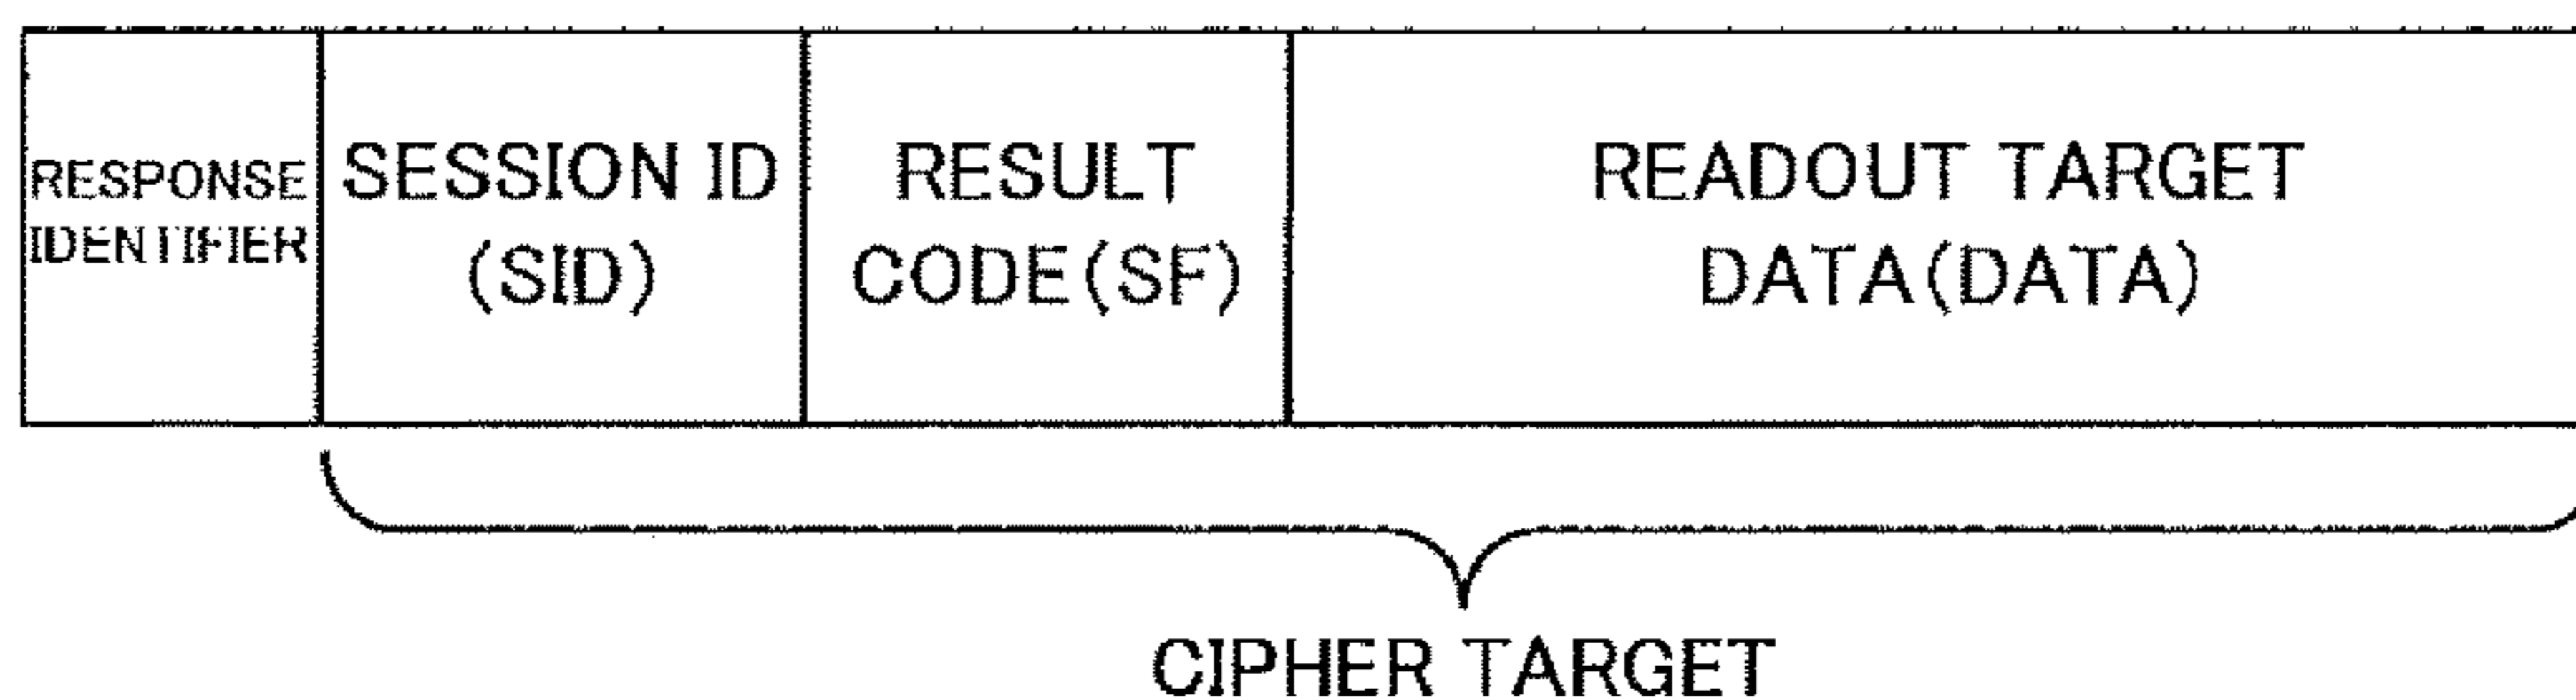 RESPONSE
IDENTIFIER
SESSION ID
(SID)
RESULT
CODE(SF)
READOUT TARGET
DATA(DATA)
CIPHER TARGET